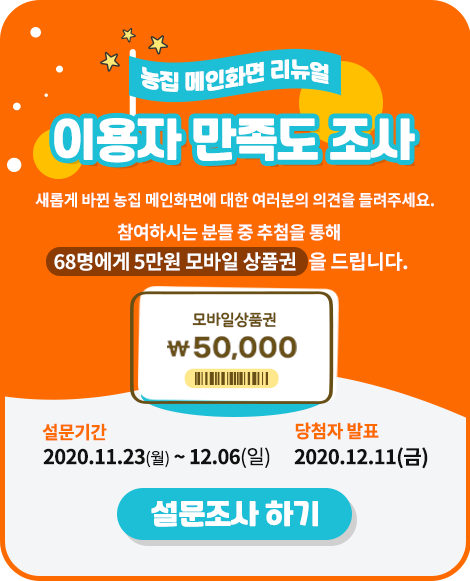 농집 메인화면 리뉴얼
이용자 만족도 조사
새롭게 바뀐 농집 메인화면에 대한 여러분의 의견을 들려주세요.
참여하시는 분들 중 추첨을 통해
68명에게 5만원 모바일 상품권 을 드립니다.
모바일상품권
₩50,000
설문기간
2020.11.23(월) ~ 12.06(일)
당첨자 발표
2020.12.11(금)
설문조사 하기